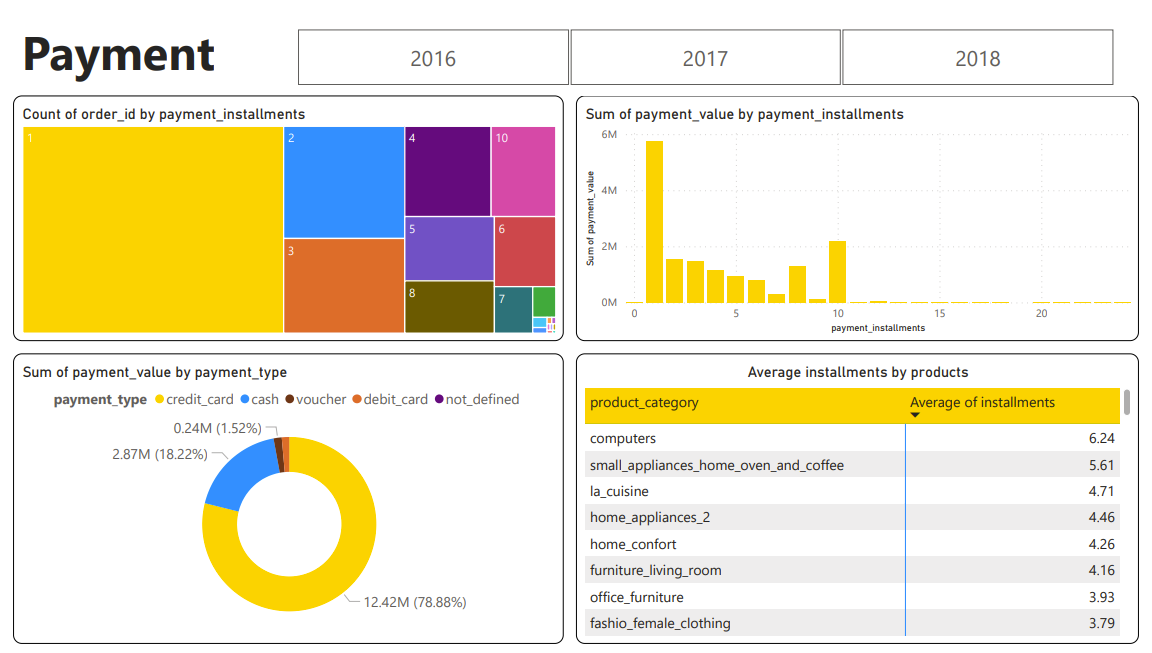 Payment
2016
2017
2018
Count of order_id by payment_installments
1
2
3
4
10
5
6
8
7
Sum of payment_value by payment_installments
Sum of payment_value
6M
4M
2M
0M
0
5
10
15
20
payment_installments
Sum of payment_value by payment_type
payment_type credit_card cash voucher debit_card not_defined
0.24M (1.52%)
2.87M (18.22%)
12.42M (78.88%)
Average installments by products
product_category Average of installments
computers 6.24
small_appliances_home_oven_and_coffee 5.61
la_cuisine 4.71
home_appliances_2 4.46
home_confort 4.26
furniture_living_room 4.16
office_furniture 3.93
fashio_female_clothing 3.79